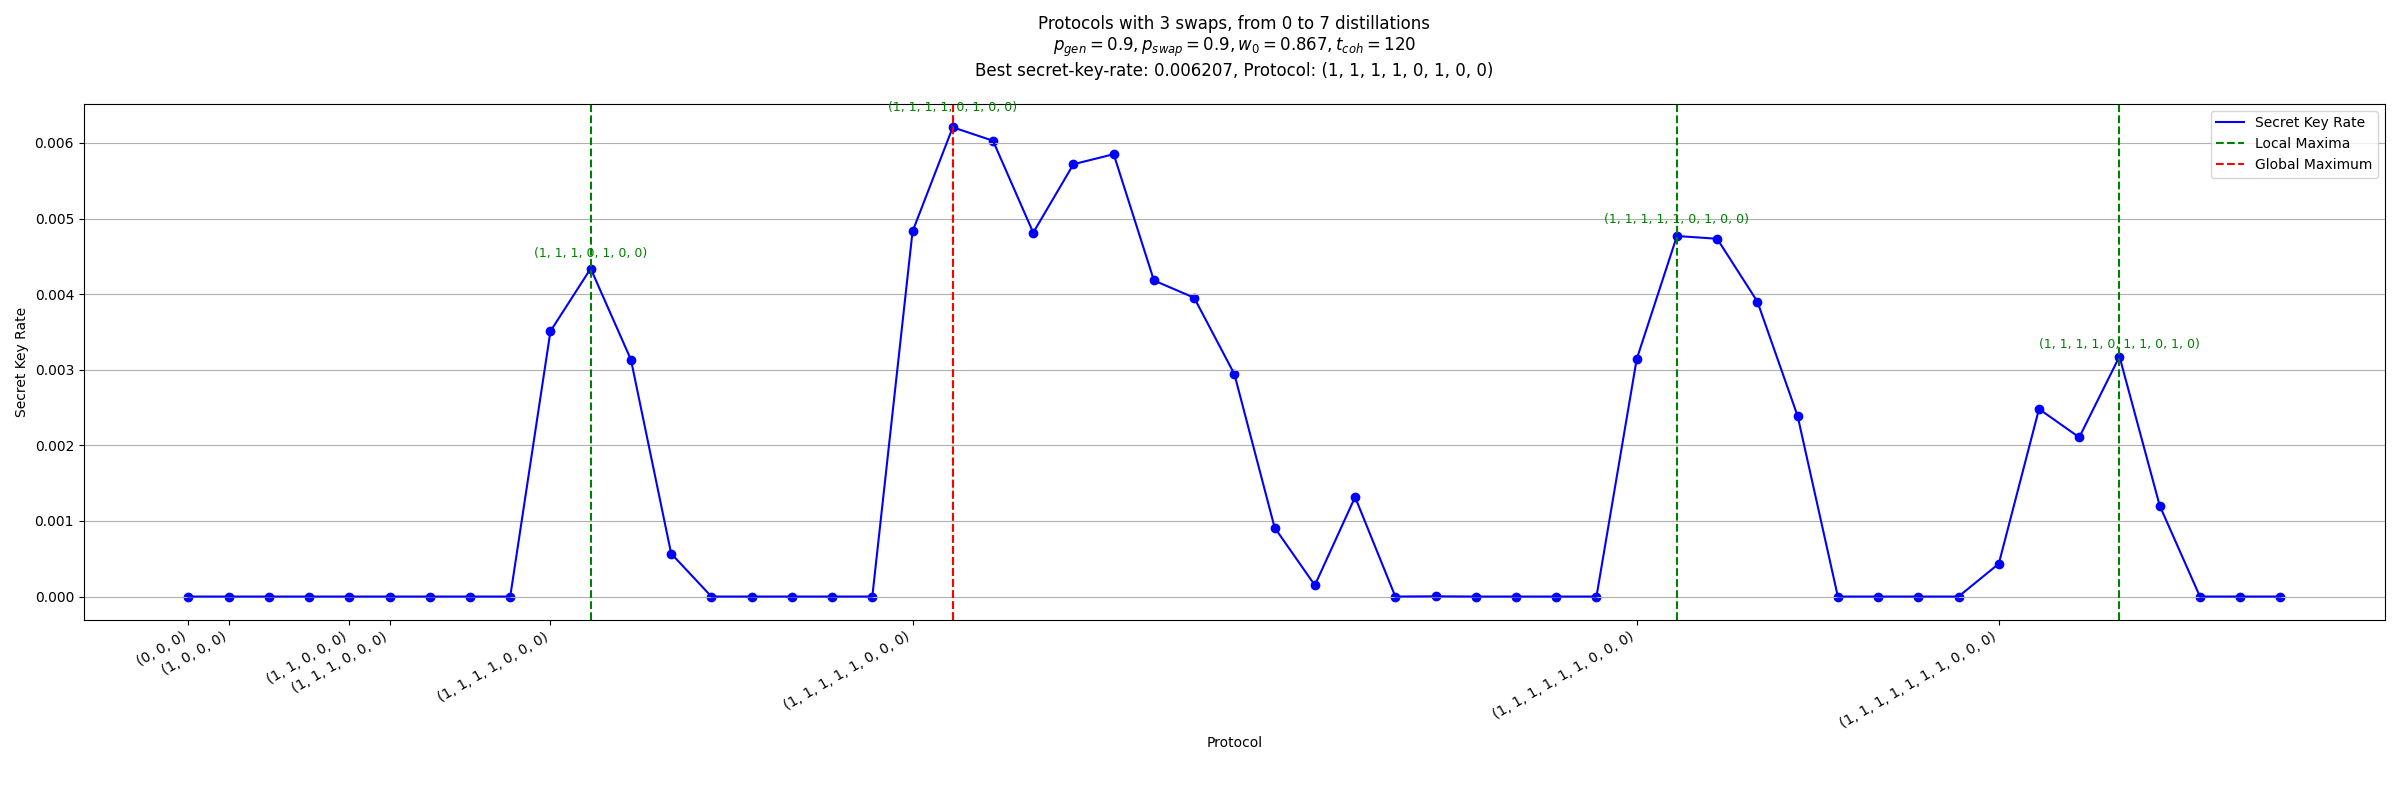 Protocols with 3 swaps, from 0 to 7 distillations
p_gen = 0.9, p_swap = 0.9, w_0 = 0.867, t_coh = 120
Best secret-key-rate: 0.006207, Protocol: (1, 1, 1, 1, 0, 1, 0, 0)
(1, 1, 1, 1, 0, 1, 0, 0)
Secret Key Rate
Local Maxima
Global Maximum
(1, 1, 1, 1, 1, 0, 1, 0, 0)
(1, 1, 1, 0, 1, 0, 0)
(1, 1, 1, 1, 0, 1, 1, 0, 1, 0)
0.006
0.005
0.004
0.003
0.002
0.001
0.000
Secret Key Rate
(0, 0, 0)
(1, 0, 0, 0)
(1, 1, 0, 0, 0)
(1, 1, 1, 0, 0, 0)
(1, 1, 1, 1, 0, 0, 0)
(1, 1, 1, 1, 1, 0, 0, 0)
(1, 1, 1, 1, 1, 1, 0, 0, 0)
(1, 1, 1, 1, 1, 1, 1, 0, 0, 0)
Protocol